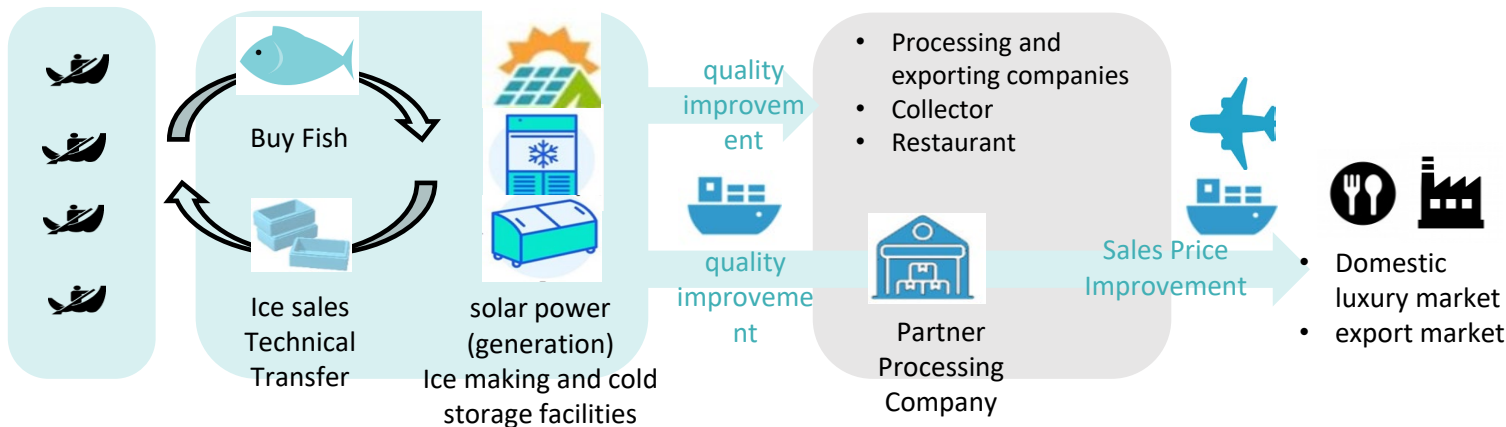 Buy Fish
Ice sales
Technical
Transfer
solar power
(generation)
Ice making and cold
storage facilities
quality
improvem
ent
quality
improveme
nt
• Processing and
exporting companies
• Collector
• Restaurant
Partner
Processing
Company
Sales Price
Improvement
• Domestic
luxury market
• export market